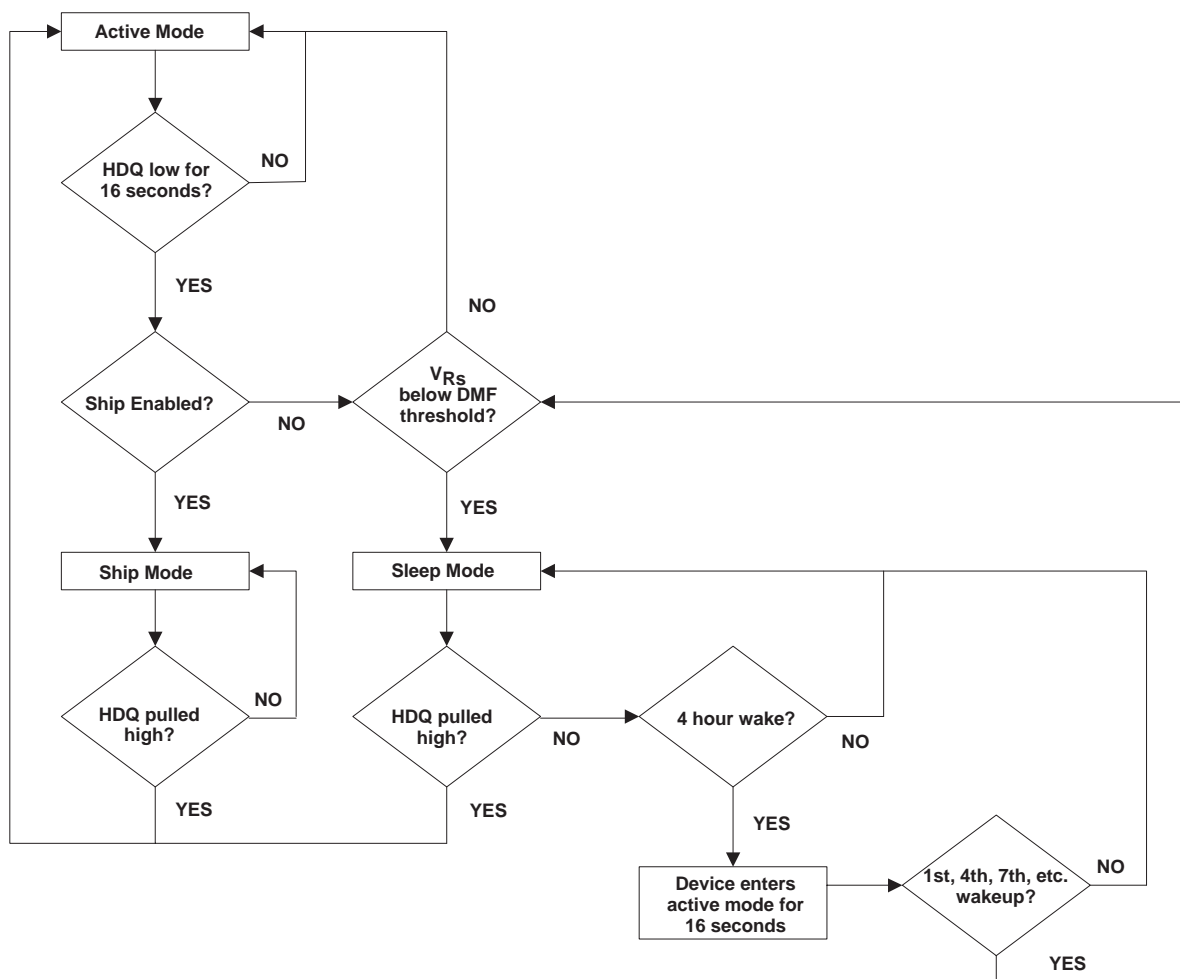 Active Mode
HDQ low for
16 seconds?
NO
YES
NO
Ship Enabled?
NO
VRs
below DMF
threshold?
YES
YES
Ship Mode
Sleep Mode
HDQ pulled
high?
NO
HDQ pulled
high?
NO
4 hour wake?
NO
YES
YES
YES
Device enters
active mode for
16 seconds
1st, 4th, 7th, etc.
wakeup?
NO
YES